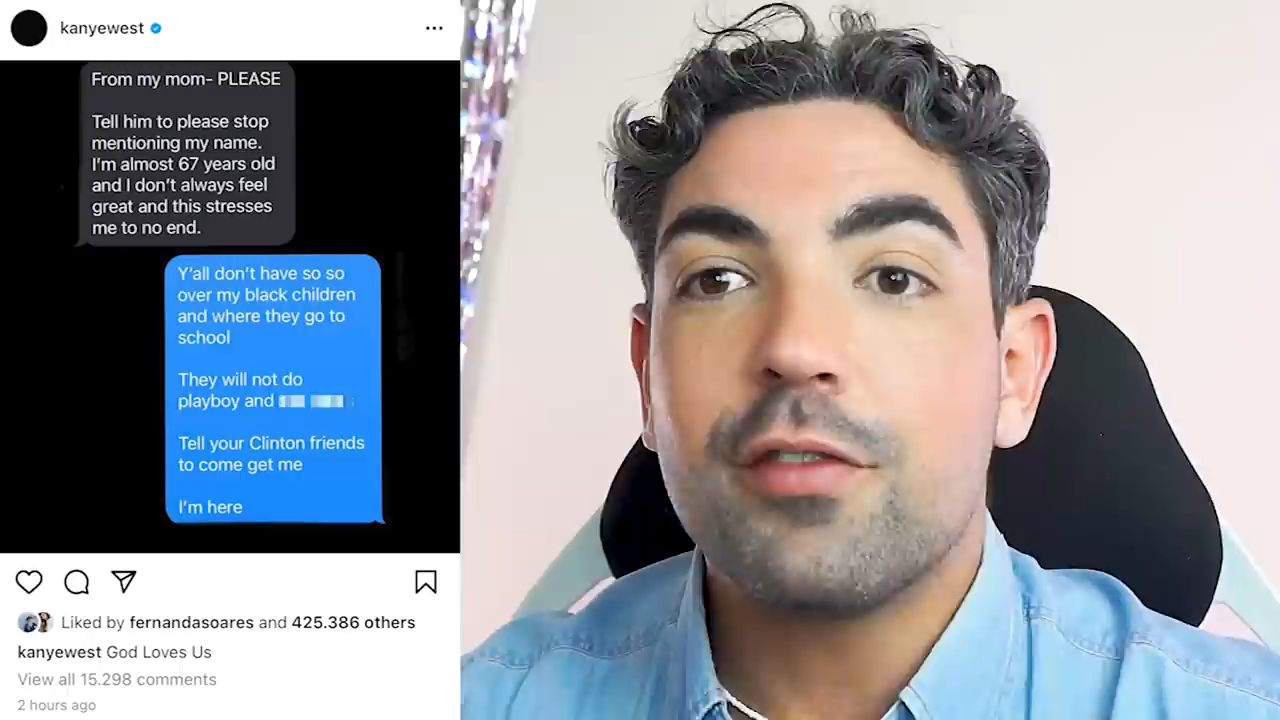 kanyewest
From my mom- PLEASE
Tell him to please stop
mentioning my name.
I'm almost 67 years old
and I don't always feel
great and this stresses
me to no end.
Y'all don't have so so
over my black children
and where they go to
school
They will not do
playboy and
Tell your Clinton friends
to come get me
I'm here
Liked by fernandasoares and 425.386 others
kanyewest God Loves Us
View all 15.298 comments
2 hours ago